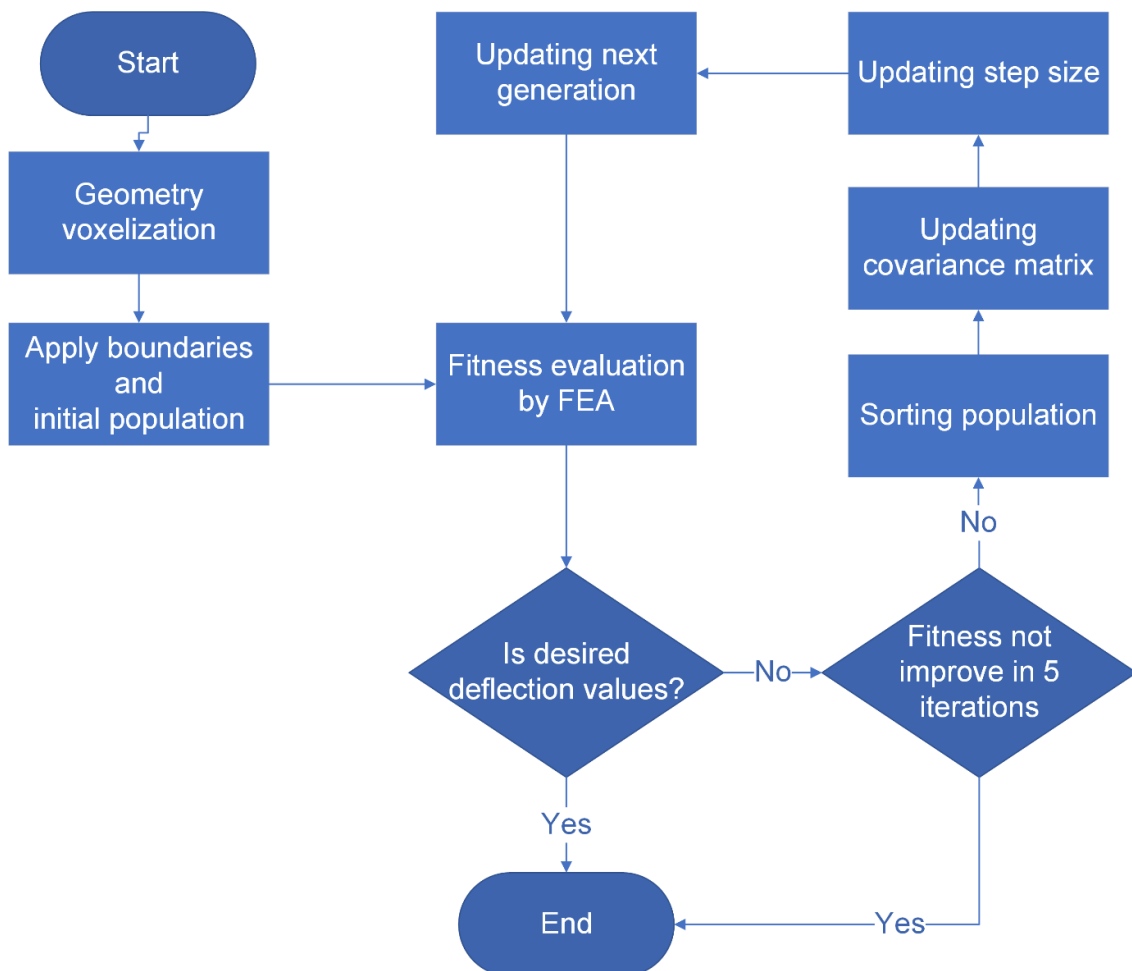 Start
Geometry
voxelization
Apply boundaries
and
initial population
Updating next
generation
Fitness evaluation
by FEA
Is desired
deflection values?
No
Yes
End
Updating step size
Updating
covariance matrix
Sorting population
No
Fitness not
improve in 5
iterations
Yes